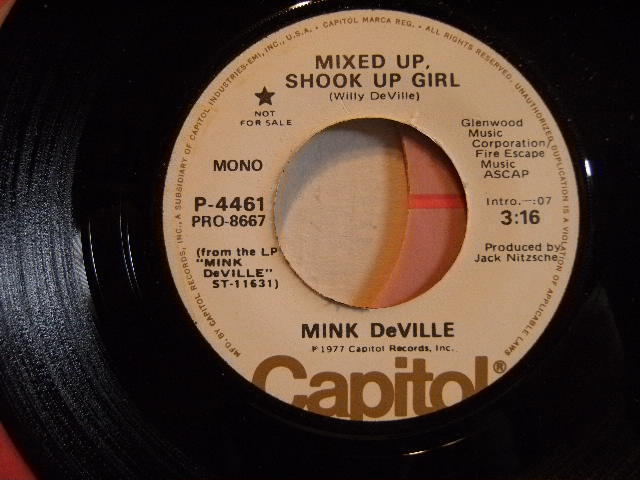 MIXED UP,
SHOOK UP GIRL
(Willy DeVille)
★
NOT
FOR SALE
MONO
P-4461
PRO-8667
(from the LP
"MINK
DeVILLE"
ST-11631)
Glenwood
Music
Corporation/
Fire Escape
Music
ASCAP
Intro.—:07
3:16
Produced by
Jack Nitzsche
MINK DeVILLE
℗1977 Capitol Records, Inc.
Capitol®
MFD. BY CAPITOL RECORDS, INC., A SUBSIDIARY OF CAPITOL INDUSTRIES-EMI, INC., U.S.A. • CAPITOL MARCA REG. • ALL RIGHTS RESERVED. UNAUTHORIZED DUPLICATION IS A VIOLATION OF APPLICABLE LAWS